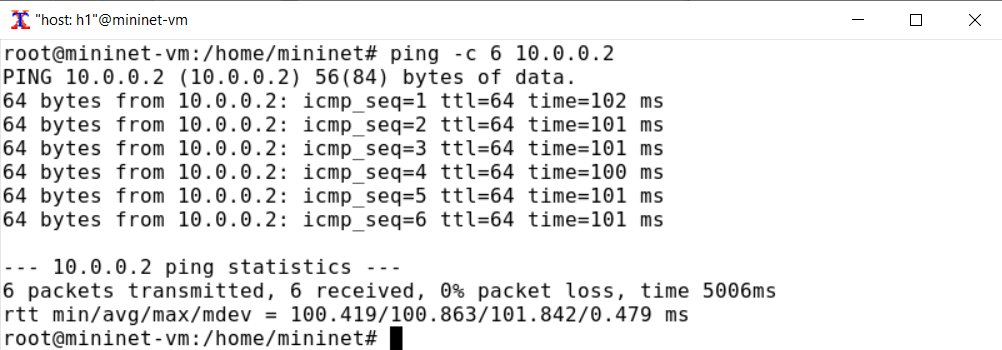 "host: h1"@mininet-vm
root@mininet-vm:/home/mininet# ping -c 6 10.0.0.2
PING 10.0.0.2 (10.0.0.2) 56(84) bytes of data.
64 bytes from 10.0.0.2: icmp_seq=1 ttl=64 time=102 ms
64 bytes from 10.0.0.2: icmp_seq=2 ttl=64 time=101 ms
64 bytes from 10.0.0.2: icmp_seq=3 ttl=64 time=101 ms
64 bytes from 10.0.0.2: icmp_seq=4 ttl=64 time=100 ms
64 bytes from 10.0.0.2: icmp_seq=5 ttl=64 time=101 ms
64 bytes from 10.0.0.2: icmp_seq=6 ttl=64 time=101 ms
--- 10.0.0.2 ping statistics ---
6 packets transmitted, 6 received, 0% packet loss, time 5006ms
rtt min/avg/max/mdev = 100.419/100.863/101.842/0.479 ms
root@mininet-vm:/home/mininet#